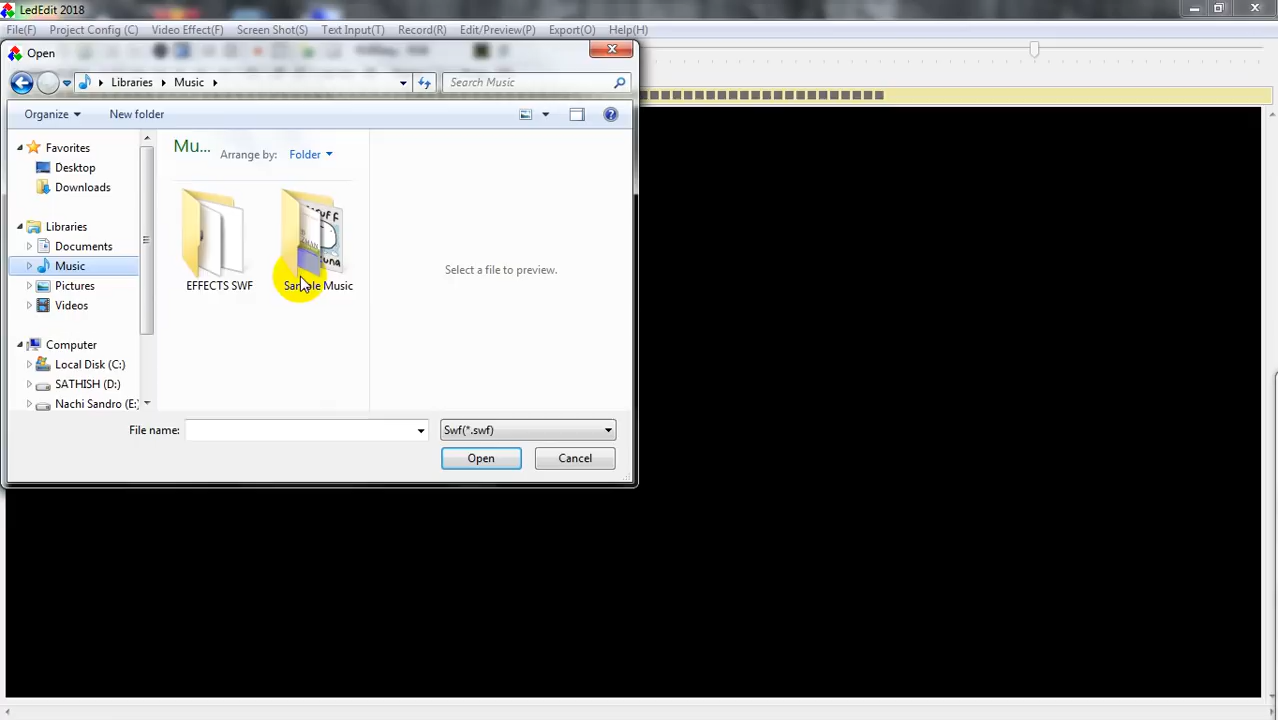 LedEdit 2018
File(F) Project Config (C) Video Effect(F) Screen Shot(S) Text Input(T) Record(R) Edit/Preview(P) Export(O) Help(H)
Open
Libraries Music Search Music
Organize New folder
Mu...
Arrange by: Folder
Favorites
Desktop
Downloads
Libraries
Documents
Music
Pictures
Videos
Computer
Local Disk (C:)
SATHISH (D:)
Nachi Sandro (E:)
EFFECTS SWF
Sample Music
Select a file to preview.
File name: Swf(*.swf)
Open Cancel